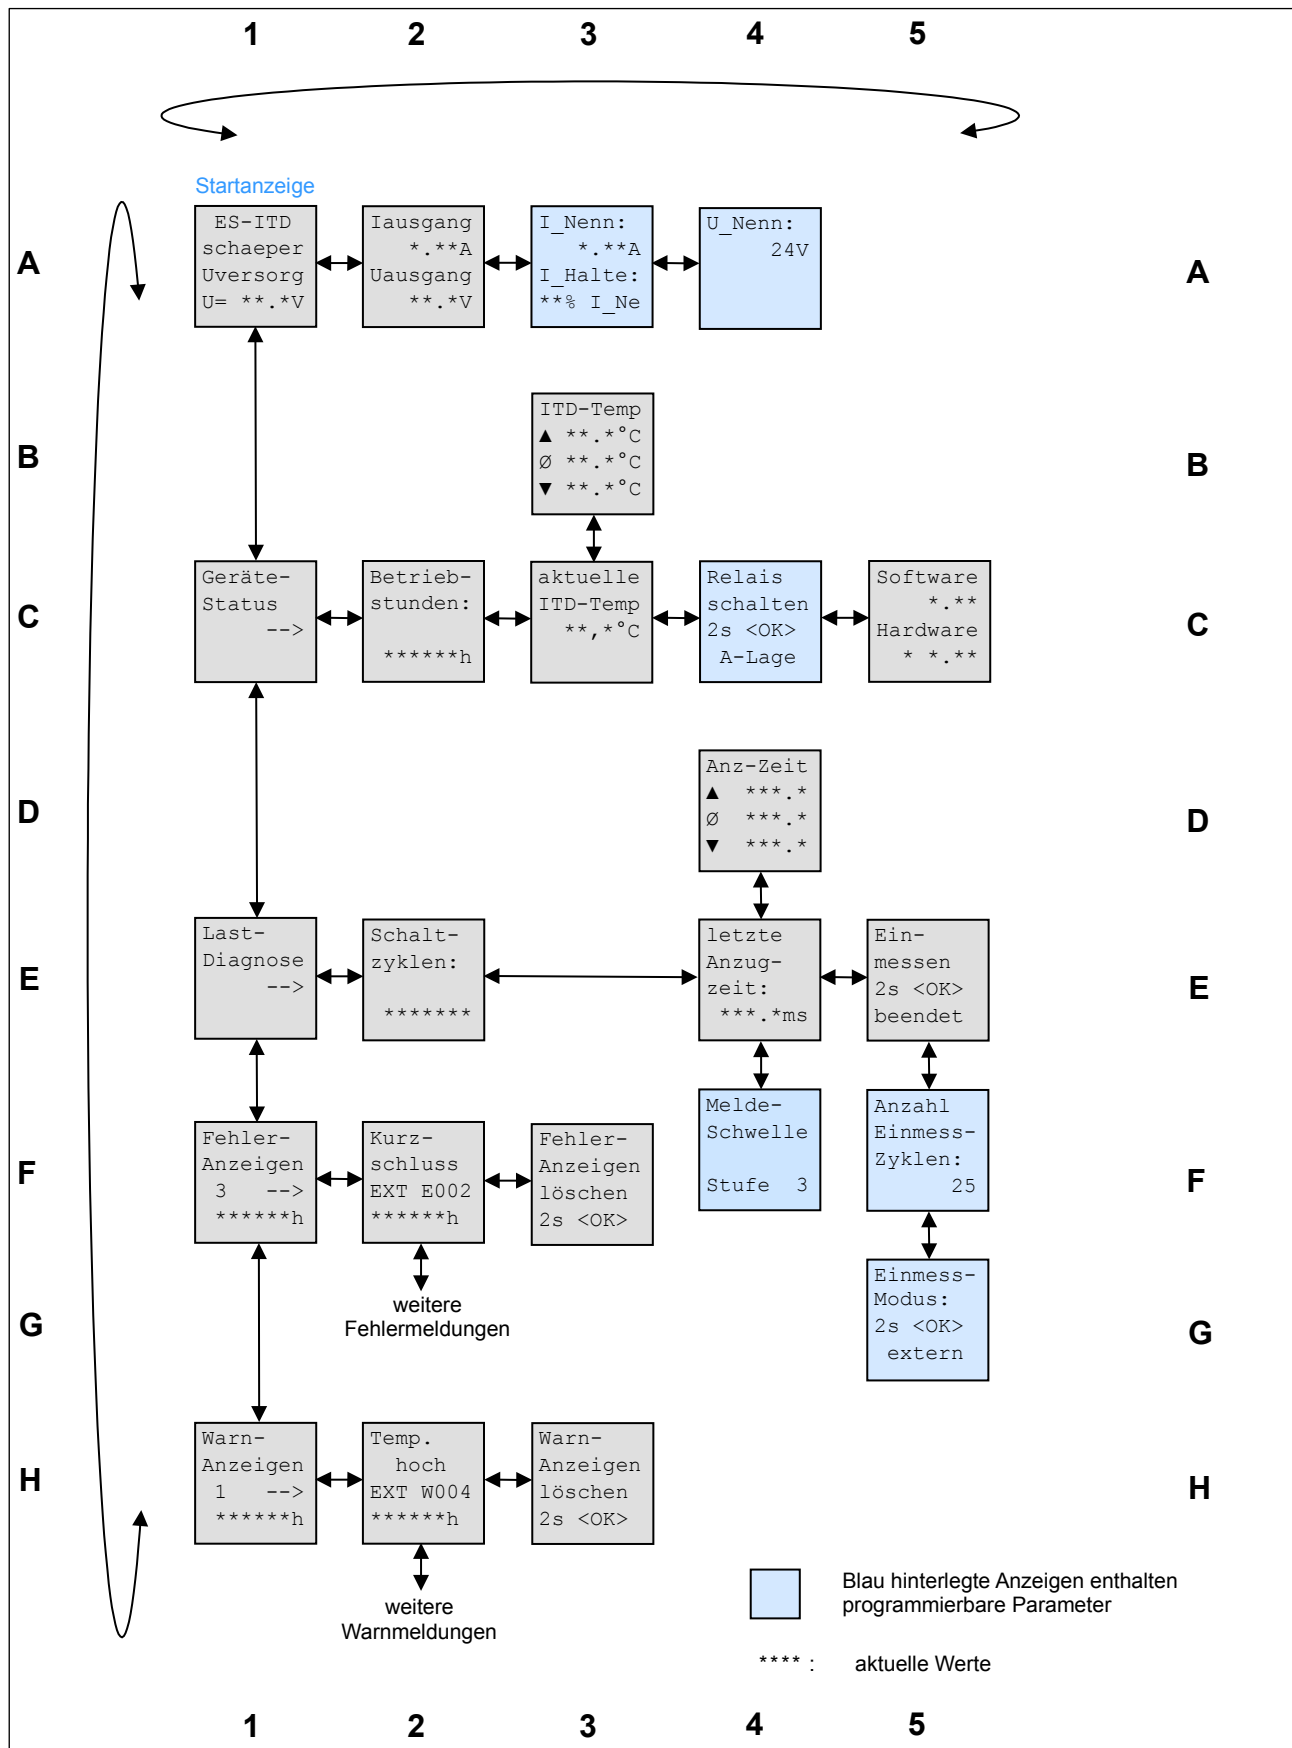 1 2 3 4 5
Startanzeige
A
ES-ITD
schaeper
Uversorg
U= **.*V
Iausgang
*.**A
Uausgang
**.*V
I_Nenn:
*.**A
I_Halte:
**% I_Ne
U_Nenn:
24V
A
B
ITD-Temp
▲ **.*°C
Ø **.*°C
▼ **.*°C
B
C
Geräte-
Status
-->
Betrieb-
stunden:
******h
aktuelle
ITD-Temp
**,*°C
Relais
schalten
2s <OK>
A-Lage
Software
*.**
Hardware
* *.**
C
D
Anz-Zeit
▲ ***.*
Ø ***.*
▼ ***.*
D
E
Last-
Diagnose
-->
Schalt-
zyklen:
*******
letzte
Anzug-
zeit:
***.*ms
Ein-
messen
2s <OK>
beendet
E
F
Fehler-
Anzeigen
3 -->
******h
Kurz-
schluss
EXT E002
******h
Fehler-
Anzeigen
löschen
2s <OK>
Melde-
Schwelle
Stufe 3
Anzahl
Einmess-
Zyklen:
25
F
G
weitere
Fehlermeldungen
Einmess-
Modus:
2s <OK>
extern
G
H
Warn-
Anzeigen
1 -->
******h
Temp.
hoch
EXT W004
******h
Warn-
Anzeigen
löschen
2s <OK>
H
weitere
Warnmeldungen
Blau hinterlegte Anzeigen enthalten
programmierbare Parameter
**** : aktuelle Werte
1 2 3 4 5